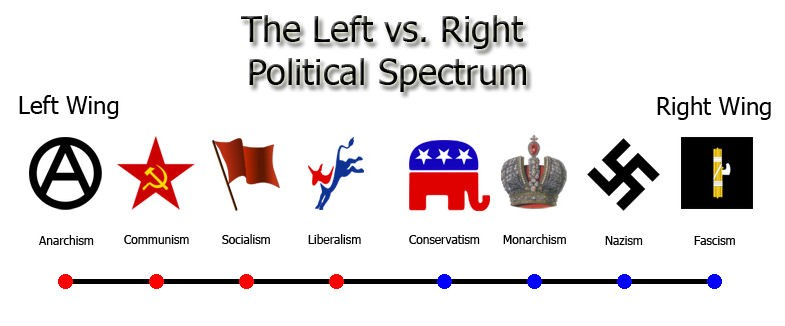 The Left vs. Right
Political Spectrum
Left Wing
Right Wing
Anarchism
Communism
Socialism
Liberalism
Conservatism
Monarchism
Nazism
Fascism